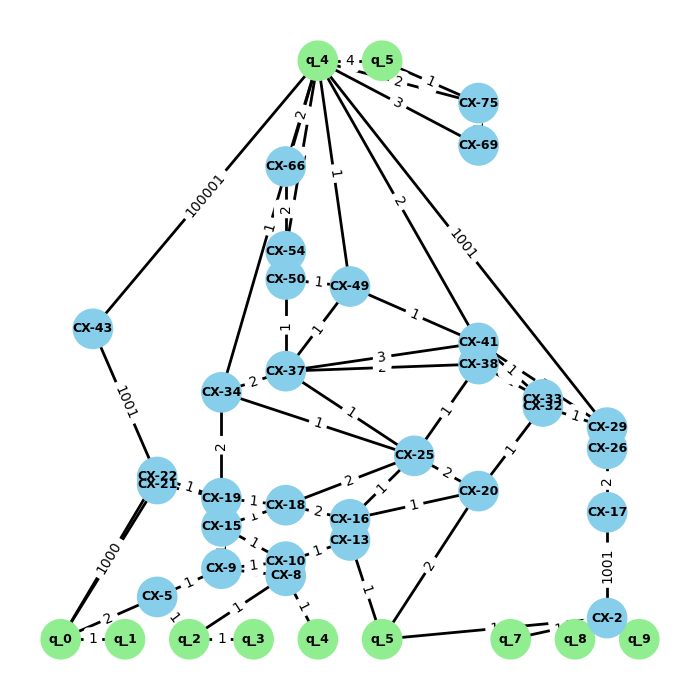 q_4 4 q_5
2 1
CX-75
3
2
CX-69
CX-66
1
100001
2
2
1
1001
CX-54
CX-50 1 CX-49
CX-43
1 1 1
CX-41
3
CX-38
1
CX-37
2
CX-34
1
CX-33
CX-32
1001
1
1
CX-29
CX-26
2
1
CX-25
CX-22
CX-21
1
2
2
1
2
CX-20
CX-19 1 CX-18
1
1
CX-17
2
CX-16
CX-15
1
1
CX-13
1000
1
CX-10
CX-9 1
CX-8
2
1001
1
CX-5
1
1
1
2
1
CX-2
q_0 1 q_1 q_2 1 q_3 q_4 q_5 q_7 q_8 q_9